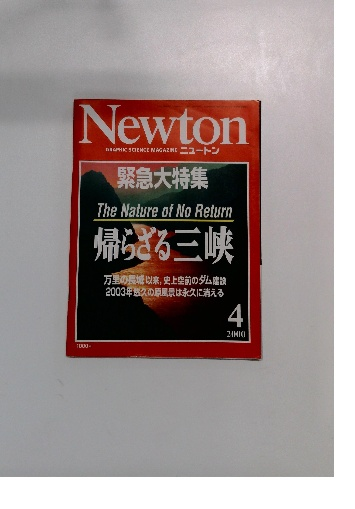 Newton
GRAPHIC SCIENCE MAGAZINE ニュートン
緊急大特集
The Nature of No Return
帰らざる三峡
万里の長城以来，史上空前のダム建設
2003年悠久の原風景は永久に消える
4
2000